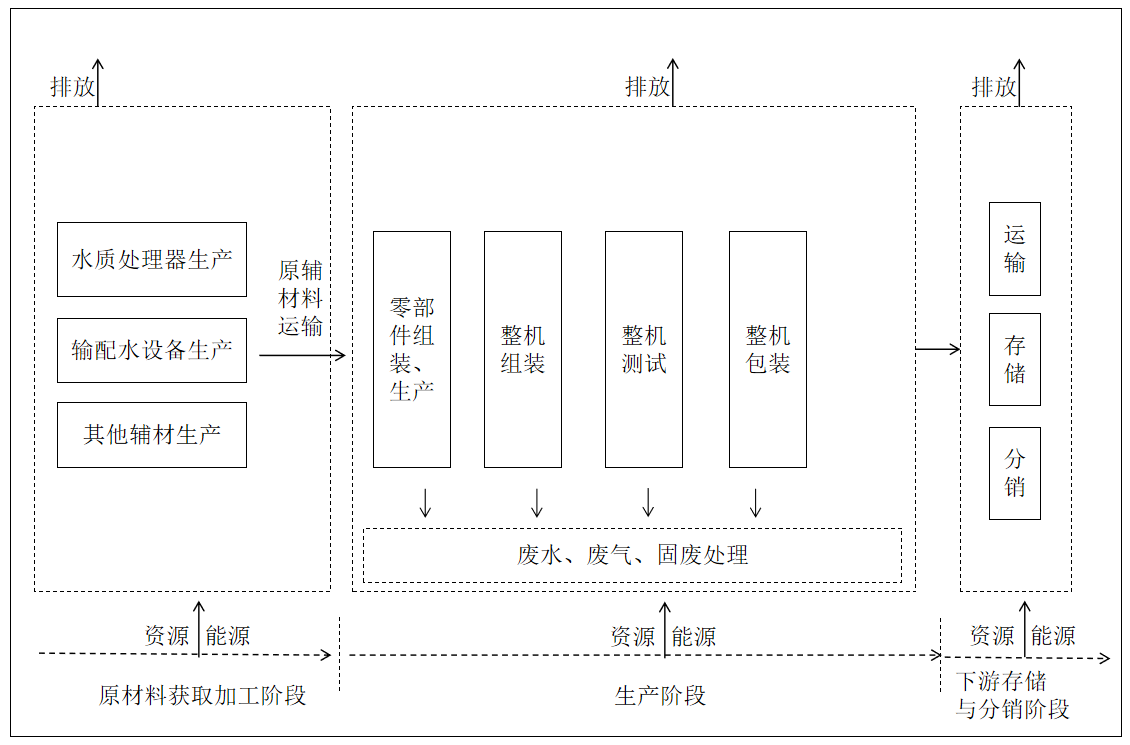 排放
排放
排放
水质处理器生产
输配水设备生产
其他辅材生产
原辅
材料
运输
零部
件组
装、
生产
整机
组装
整机
测试
整机
包装
运
输
存
储
分
销
废水、废气、固废处理
资源
能源
资源
能源
资源
能源
原材料获取加工阶段
生产阶段
下游存储
与分销阶段